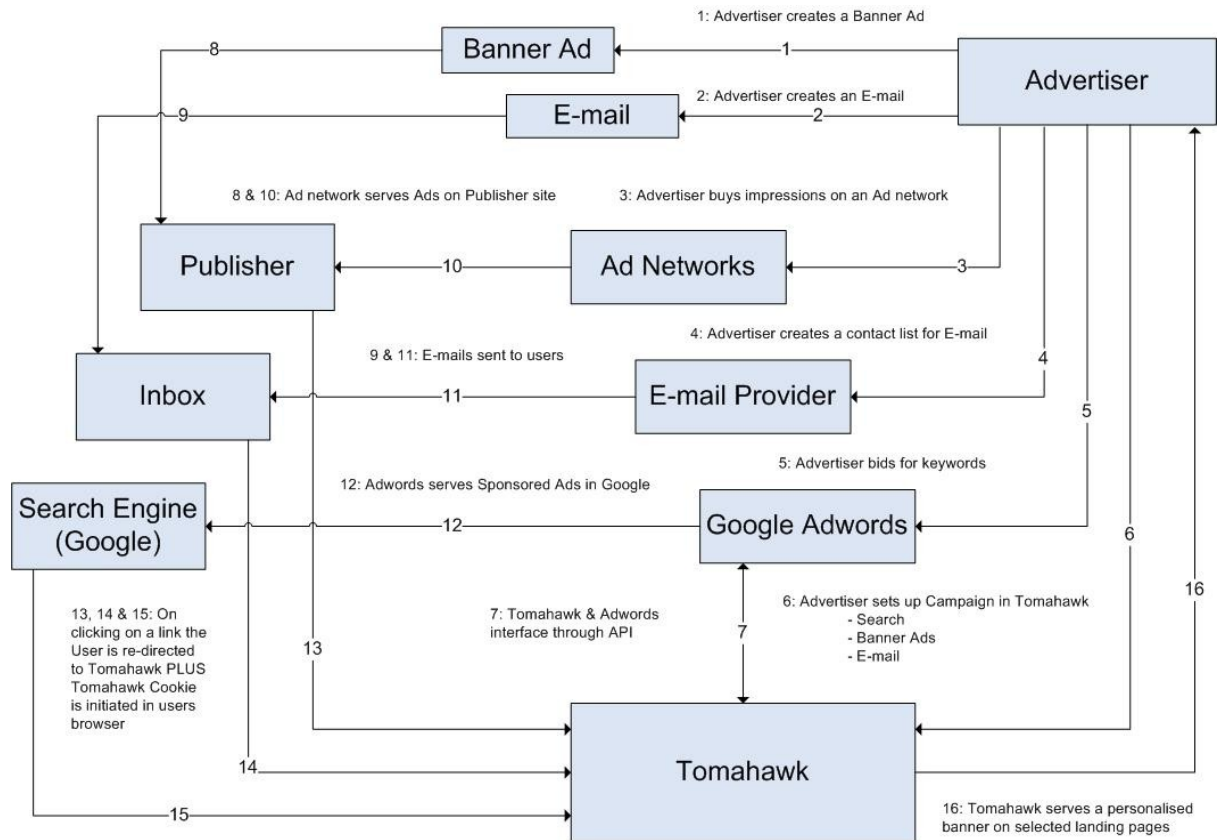 1: Advertiser creates a Banner Ad
8
Banner Ad
1
Advertiser
2: Advertiser creates an E-mail
9
E-mail
2
8 & 10: Ad network serves Ads on Publisher site
3: Advertiser buys impressions on an Ad network
Publisher
10
Ad Networks
3
4: Advertiser creates a contact list for E-mail
9 & 11: E-mails sent to users
4
Inbox
11
E-mail Provider
5
5: Advertiser bids for keywords
12: Adwords serves Sponsored Ads in Google
Search Engine
(Google)
12
Google Adwords
6
16
13, 14 & 15: On
clicking on a link the
User is re-directed
to Tomahawk PLUS
Tomahawk Cookie
is initiated in users
browser
13
7: Tomahawk & Adwords
interface through API
7
6: Advertiser sets up Campaign in Tomahawk
- Search
- Banner Ads
- E-mail
14
Tomahawk
15
16: Tomahawk serves a personalised
banner on selected landing pages